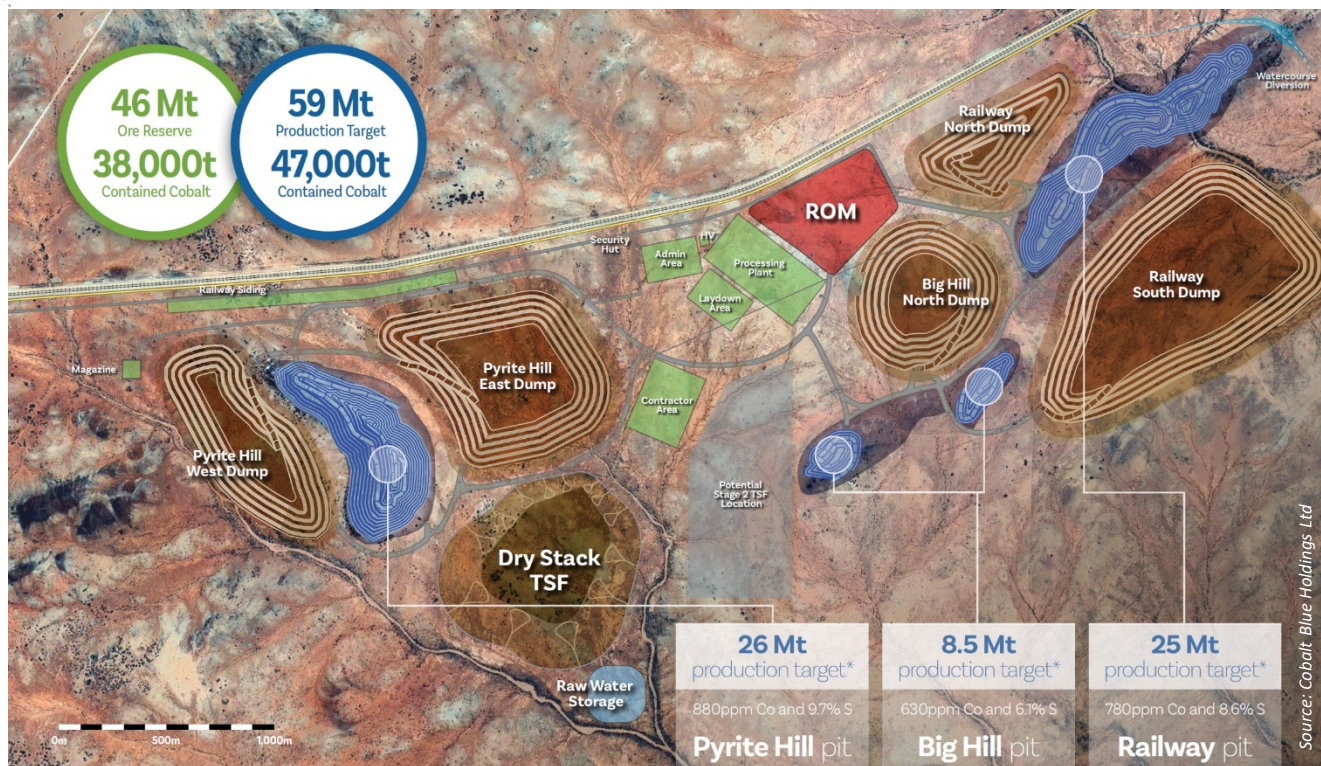 46 Mt
Ore Reserve
38,000t
Contained Cobalt
59 Mt
Production Target
47,000t
Contained Cobalt
Watercourse
Diversion
Railway
North Dump
ROM
Security
Hut
HV
Admin
Area
Processing
Plant
Laydown
Area
Big Hill
North Dump
Railway
South Dump
Railway Siding
Magazine
Pyrite Hill
East Dump
Contractor
Area
Pyrite Hill
West Dump
Potential
Stage 2 TSF
Location
Dry Stack
TSF
Raw Water
Storage
0m
500m
1,000m
26 Mt
production target*
880ppm Co and 9.7% S
Pyrite Hill pit
8.5 Mt
production target*
630ppm Co and 6.1% S
Big Hill pit
25 Mt
production target*
780ppm Co and 8.6% S
Railway pit
Source: Cobalt Blue Holdings Ltd